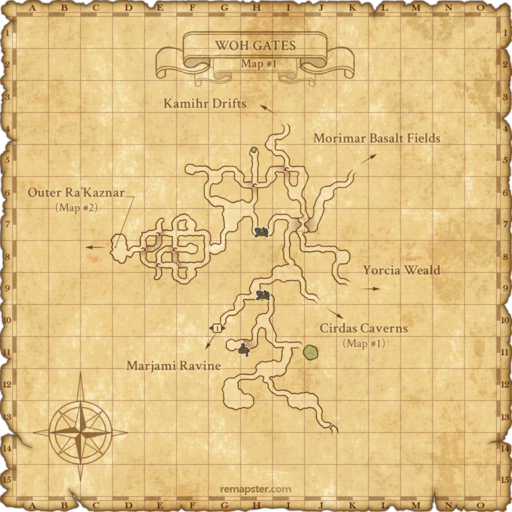 A B C D E F G H I J K L M N O
WOH GATES
Map #1
Kamihr Drifts
Morimar Basalt Fields
Outer Ra'Kaznar
(Map #2)
Yorcia Weald
1
Cirdas Caverns
(Map #1)
Marjami Ravine
remapster.com
1
2
3
4
5
6
7
8
9
10
11
12
13
14
15
A B C D E F G H I J K L M N O